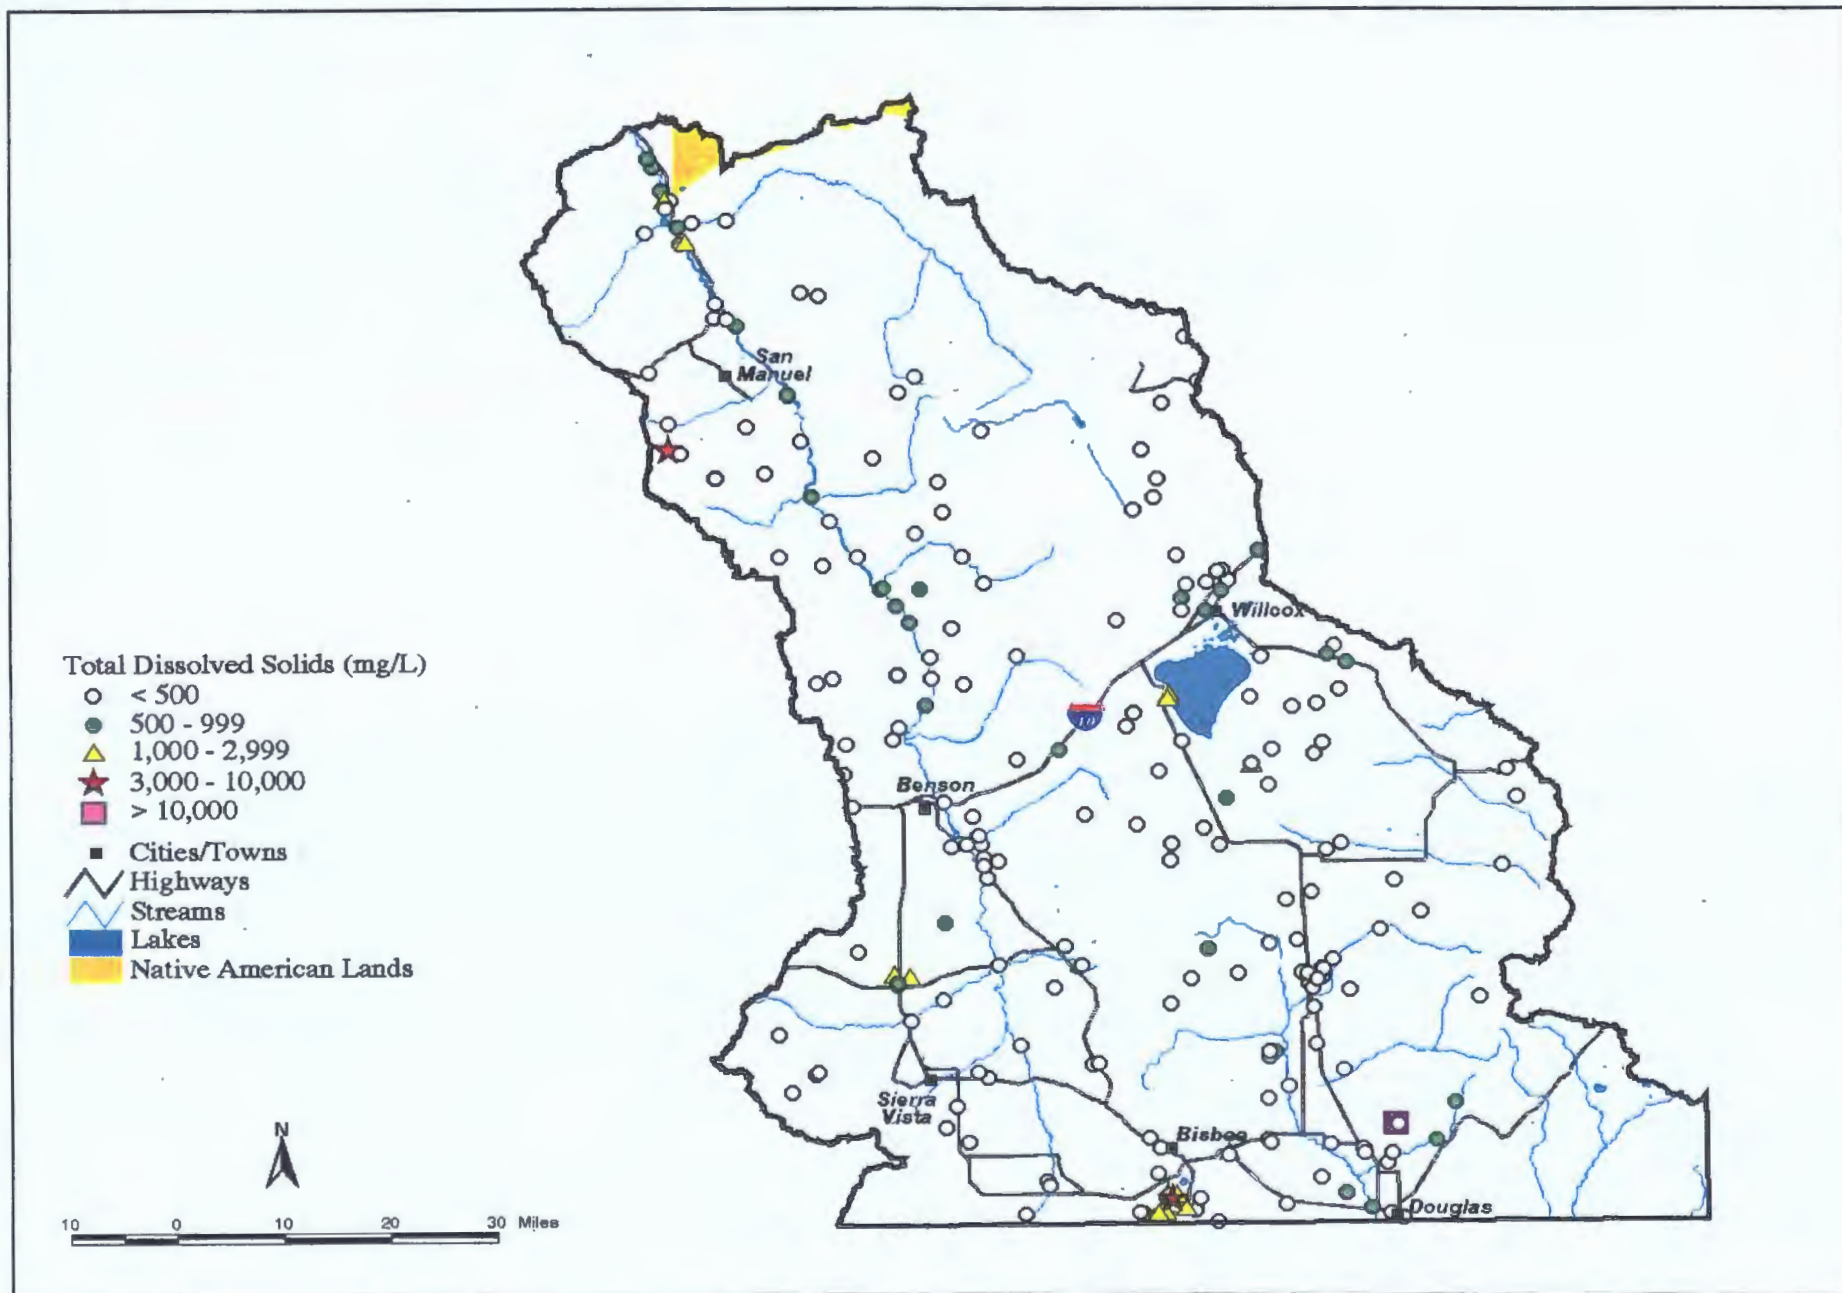 San
Manuel
Willcox
Total Dissolved Solids (mg/L)
< 500
500 - 999
1,000 - 2,999
3,000 - 10,000
> 10,000
Cities/Towns
Highways
Streams
Lakes
Native American Lands
10
Benson
Sierra
Vista
Bisbee
Douglas
N
10 0 10 20 30 Miles